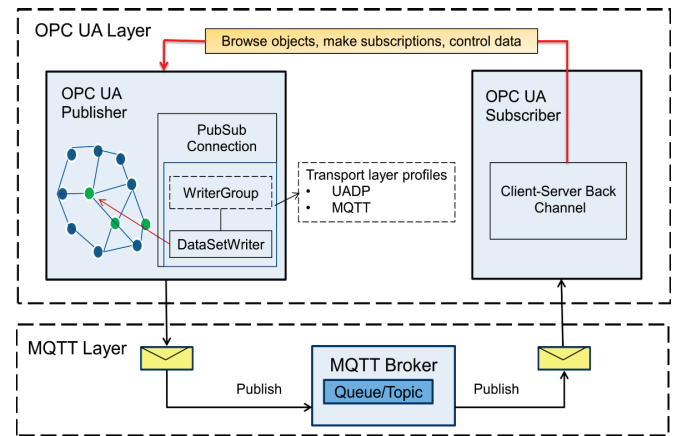 OPC UA Layer
Browse objects, make subscriptions, control data
OPC UA
Publisher
PubSub
Connection
WriterGroup
DataSetWriter
Transport layer profiles
• UADP
• MQTT
OPC UA
Subscriber
Client-Server Back
Channel
MQTT Layer
Publish
MQTT Broker
Queue/Topic
Publish